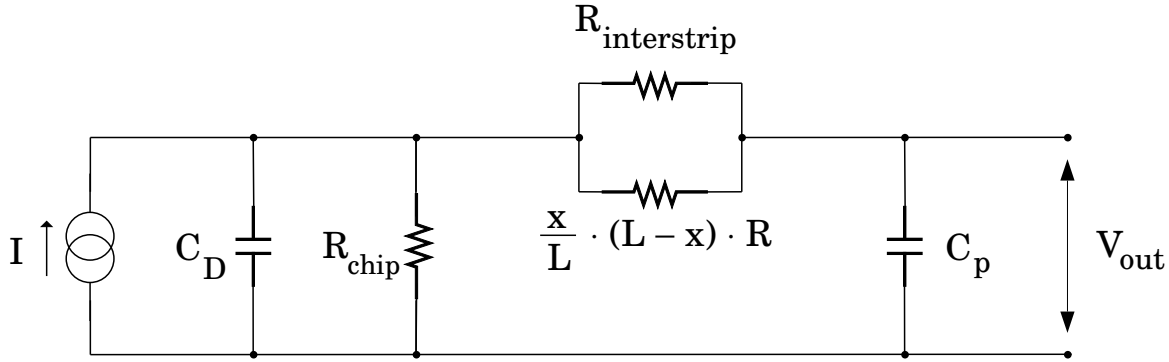 R_interstrip
I
C_D
R_chip
x/L · (L – x) · R
C_p
V_out